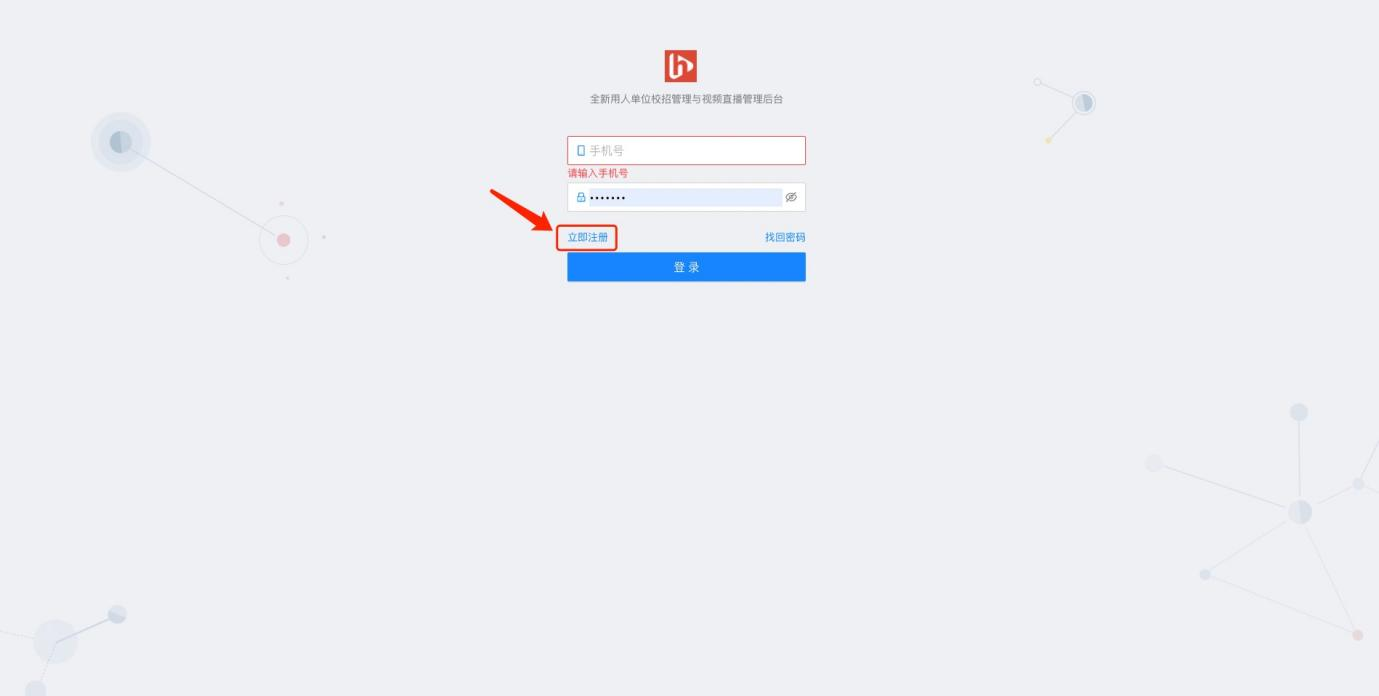 全新用人单位校招管理与视频直播管理后台
手机号
请输入手机号
•••••••
立即注册 找回密码
登 录